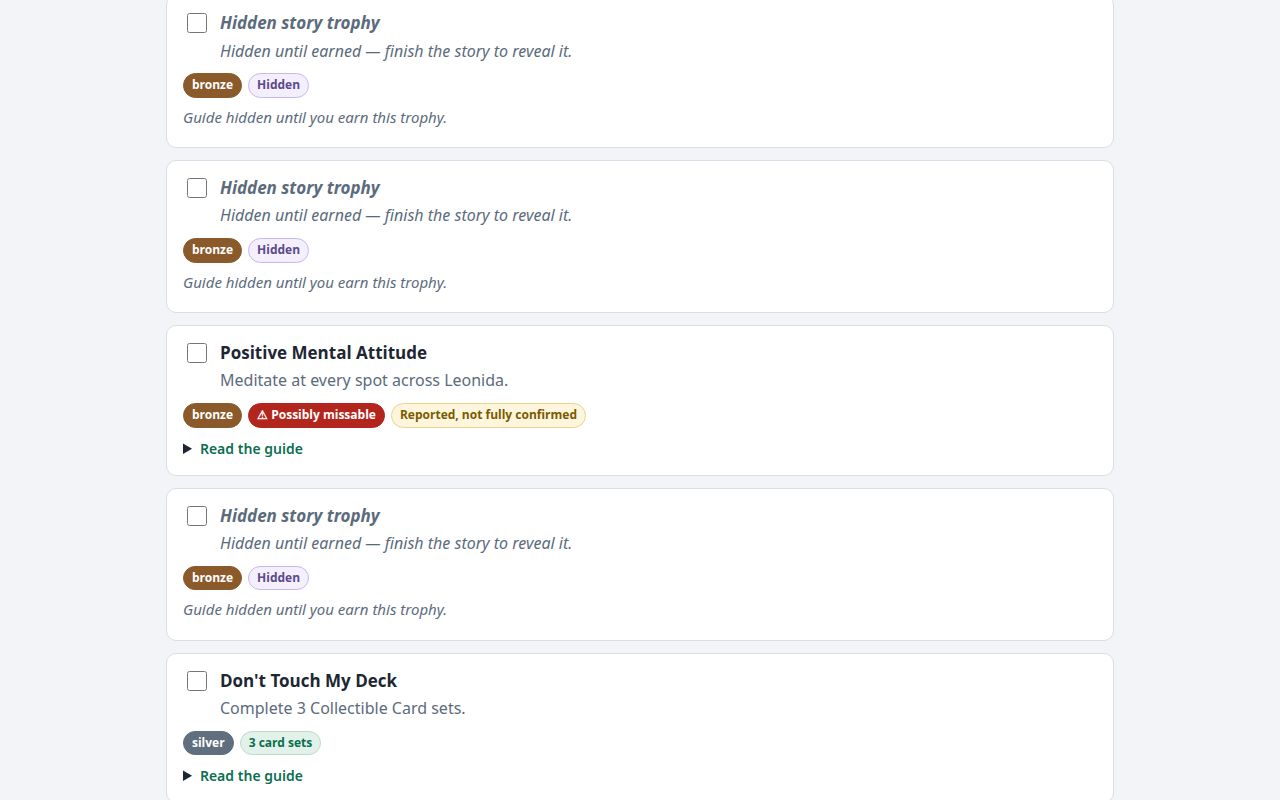 Hidden story trophy
Hidden until earned — finish the story to reveal it.
bronze Hidden
Guide hidden until you earn this trophy.
Hidden story trophy
Hidden until earned — finish the story to reveal it.
bronze Hidden
Guide hidden until you earn this trophy.
Positive Mental Attitude
Meditate at every spot across Leonida.
bronze ⚠ Possibly missable Reported, not fully confirmed
▶ Read the guide
Hidden story trophy
Hidden until earned — finish the story to reveal it.
bronze Hidden
Guide hidden until you earn this trophy.
Don't Touch My Deck
Complete 3 Collectible Card sets.
silver 3 card sets
▶ Read the guide